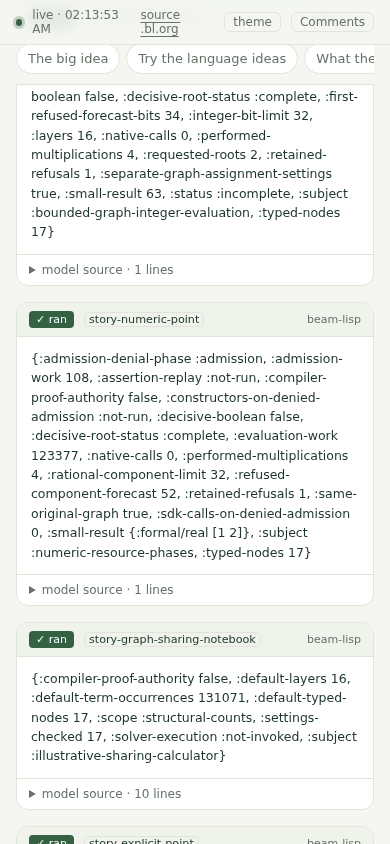 live · 02:13:53 AM
source .bl.org
theme
Comments
The big idea
Try the language ideas
What the
boolean false, :decisive-root-status :complete, :first-
refused-forecast-bits 34, :integer-bit-limit 32,
:layers 16, :native-calls 0, :performed-
multiplications 4, :requested-roots 2, :retained-
refusals 1, :separate-graph-assignment-settings
true, :small-result 63, :status :incomplete, :subject
:bounded-graph-integer-evaluation, :typed-nodes
17}
▶ model source · 1 lines
✓ ran story-numeric-point beam-lisp
{:admission-denial-phase :admission, :admission-
work 108, :assertion-replay :not-run, :compiler-
proof-authority false, :constructors-on-denied-
admission :not-run, :decisive-boolean false,
:decisive-root-status :complete, :evaluation-work
123377, :native-calls 0, :performed-multiplications
4, :rational-component-limit 32, :refused-
component-forecast 52, :retained-refusals 1, :same-
original-graph true, :sdk-calls-on-denied-admission
0, :small-result {:formal/real [1 2]}, :subject
:numeric-resource-phases, :typed-nodes 17}
▶ model source · 1 lines
✓ ran story-graph-sharing-notebook beam-lisp
{:compiler-proof-authority false, :default-layers 16,
:default-term-occurrences 131071, :default-typed-
nodes 17, :scope :structural-counts, :settings-
checked 17, :solver-execution :not-invoked, :subject
:illustrative-sharing-calculator}
▶ model source · 10 lines
✓ ran story-explicit-point beam-lisp